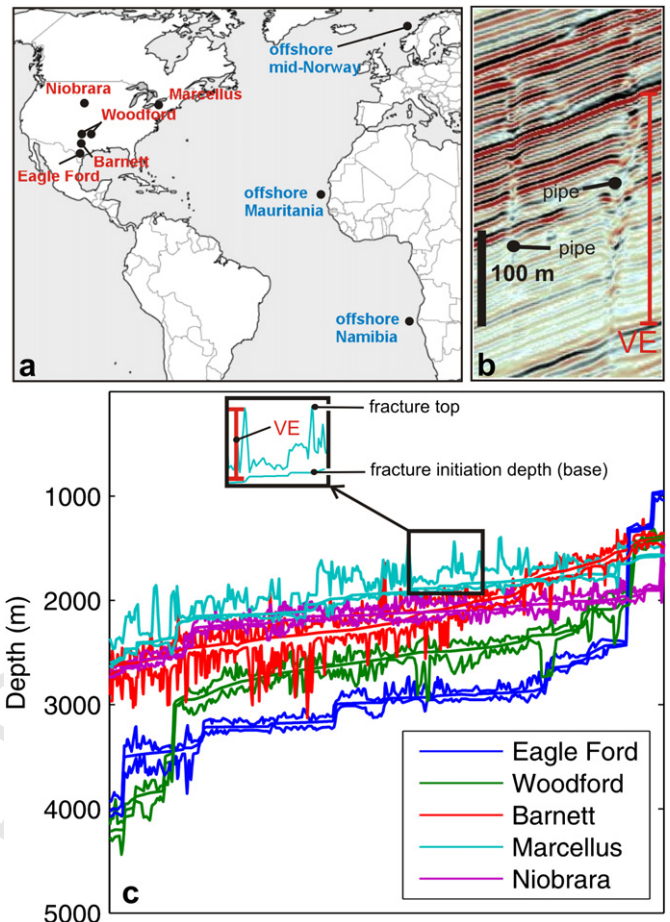 offshore
mid-Norway
Niobrara
Marcellus
Woodford
Barnett
Eagle Ford
offshore
Mauritania
offshore
Namibia
a
pipe
pipe
100 m
VE
b
VE
fracture top
fracture initiation depth (base)
1000
2000
3000
4000
5000
Depth (m)
Eagle Ford
Woodford
Barnett
Marcellus
Niobrara
c